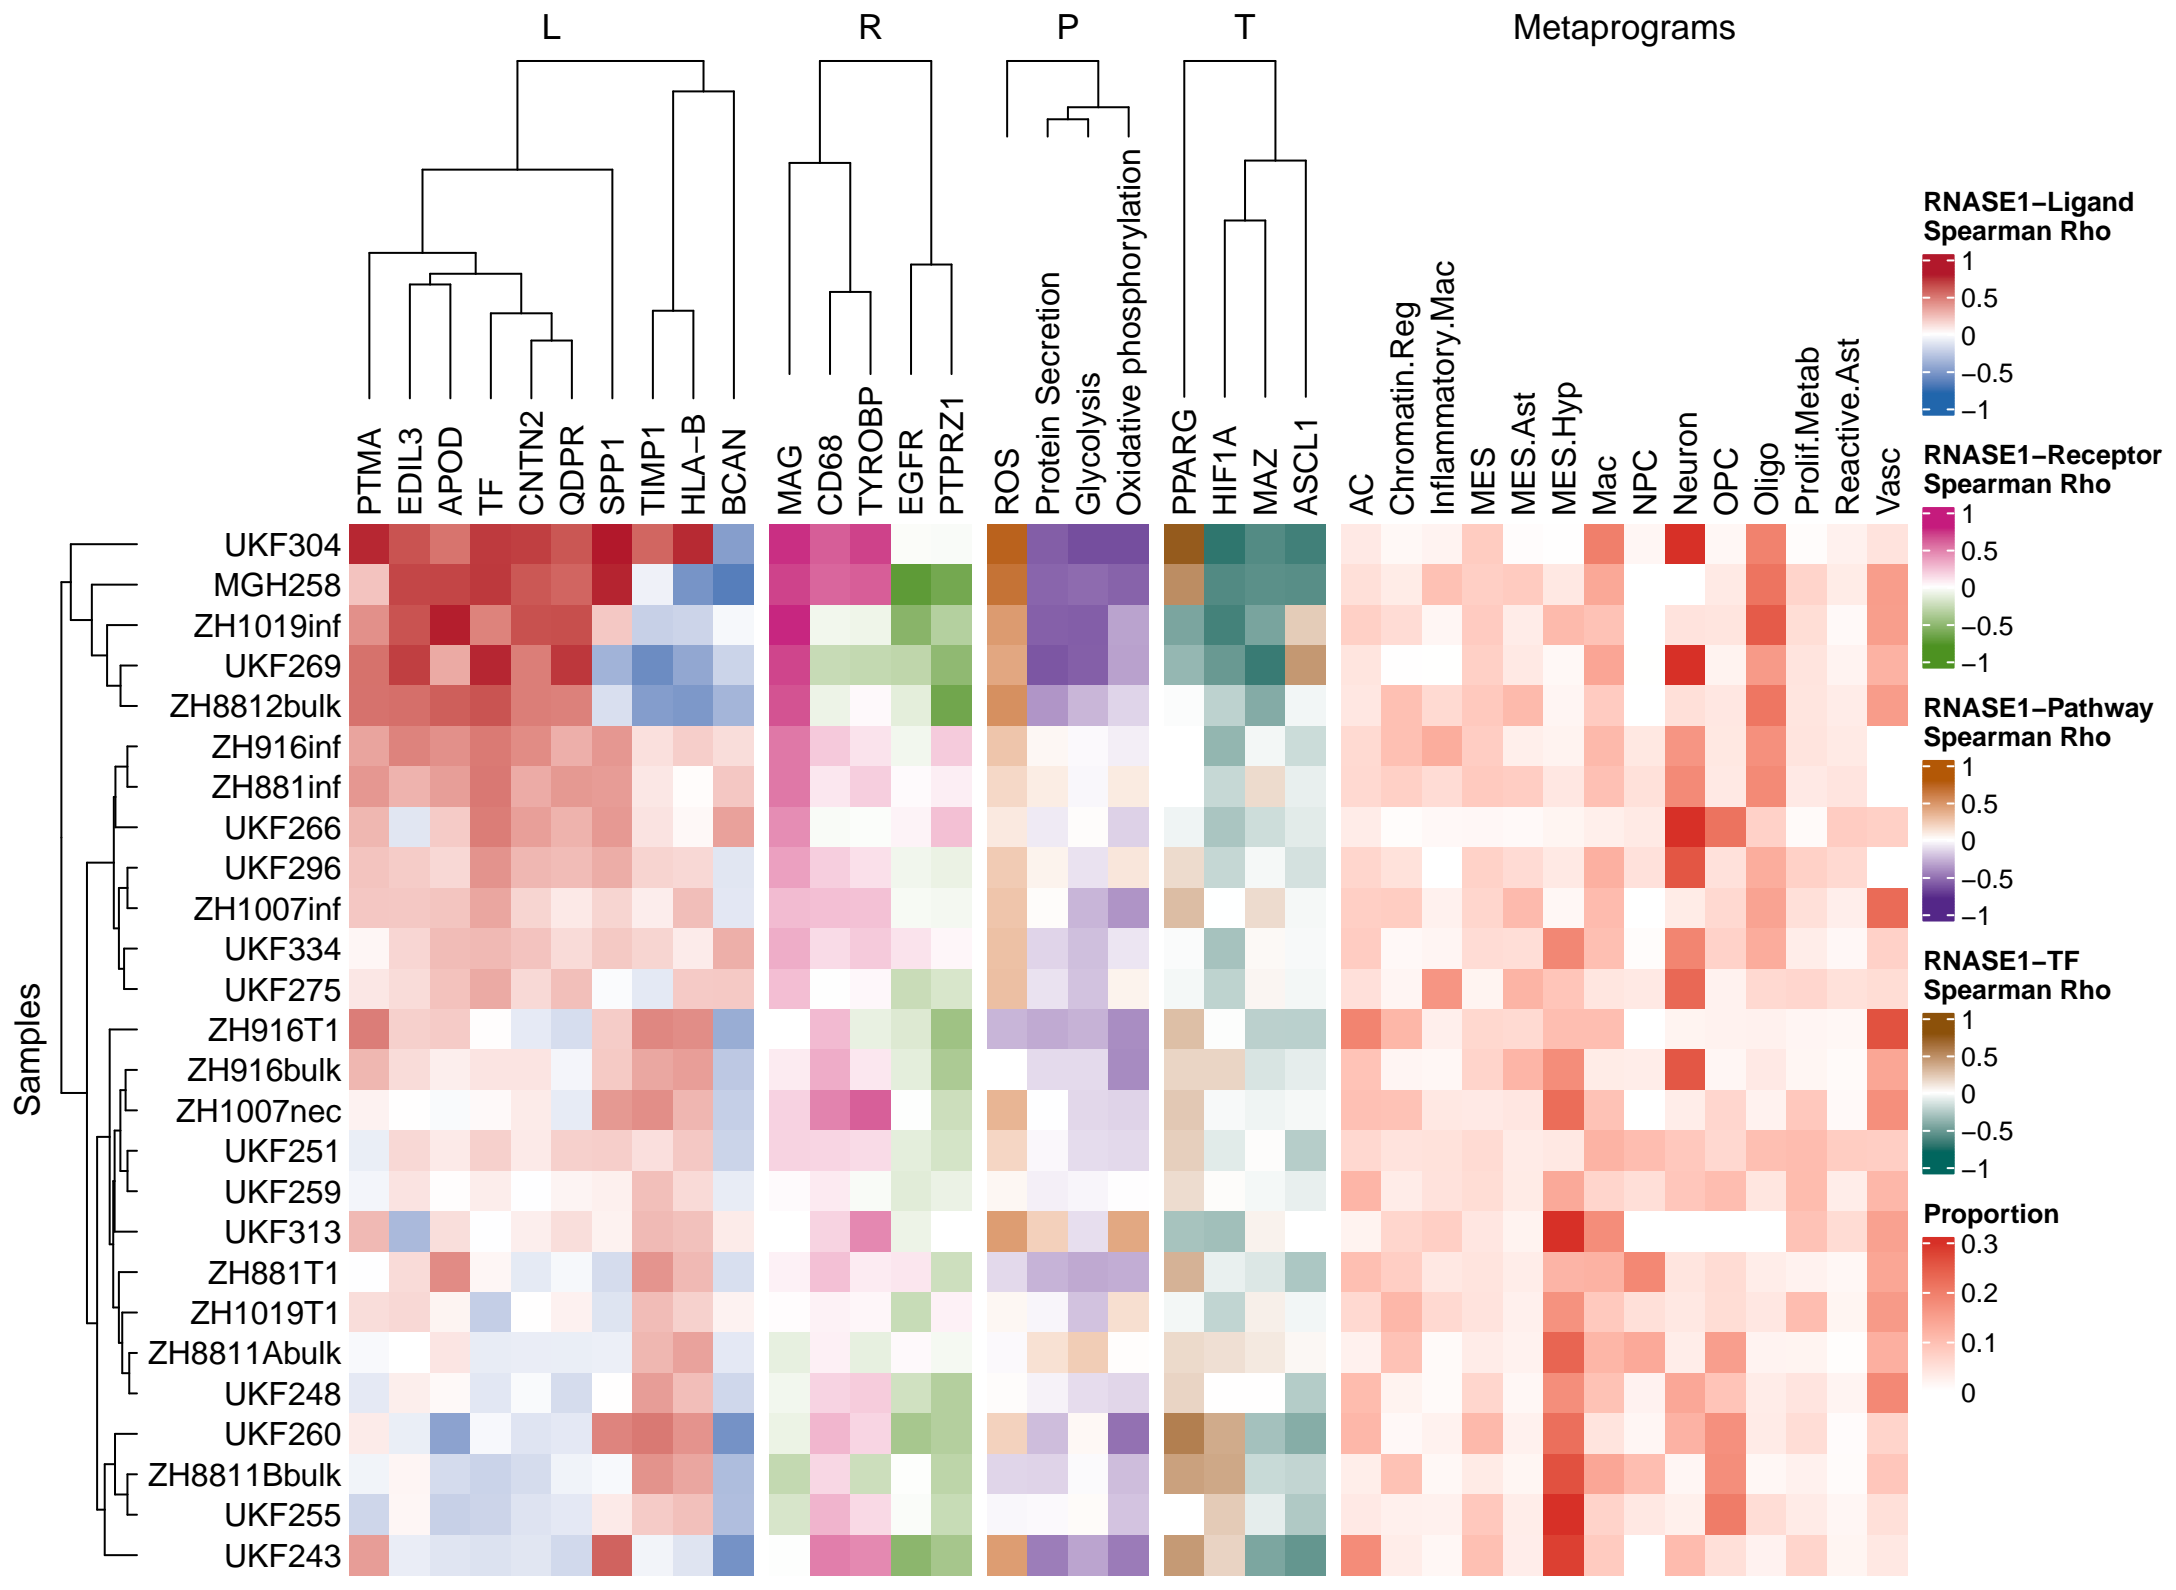 L R P T Metaprograms
PTMA
EDIL3
APOD
TF
CNTN2
QDPR
SPP1
TIMP1
HLA−B
BCAN
MAG
CD68
TYROBP
EGFR
PTPRZ1
ROS
Protein Secretion
Glycolysis
Oxidative phosphorylation
PPARG
HIF1A
MAZ
ASCL1
AC
Chromatin.Reg
Inflammatory.Mac
MES
MES.Ast
MES.Hyp
Mac
NPC
Neuron
OPC
Oligo
Prolif.Metab
Reactive.Ast
Vasc
Samples
UKF304
MGH258
ZH1019inf
UKF269
ZH8812bulk
ZH916inf
ZH881inf
UKF266
UKF296
ZH1007inf
UKF334
UKF275
ZH916T1
ZH916bulk
ZH1007nec
UKF251
UKF259
UKF313
ZH881T1
ZH1019T1
ZH8811Abulk
UKF248
UKF260
ZH8811Bbulk
UKF255
UKF243
RNASE1−Ligand
Spearman Rho
1
0.5
0
−0.5
−1
RNASE1−Receptor
Spearman Rho
1
0.5
0
−0.5
−1
RNASE1−Pathway
Spearman Rho
1
0.5
0
−0.5
−1
RNASE1−TF
Spearman Rho
1
0.5
0
−0.5
−1
Proportion
0.3
0.2
0.1
0